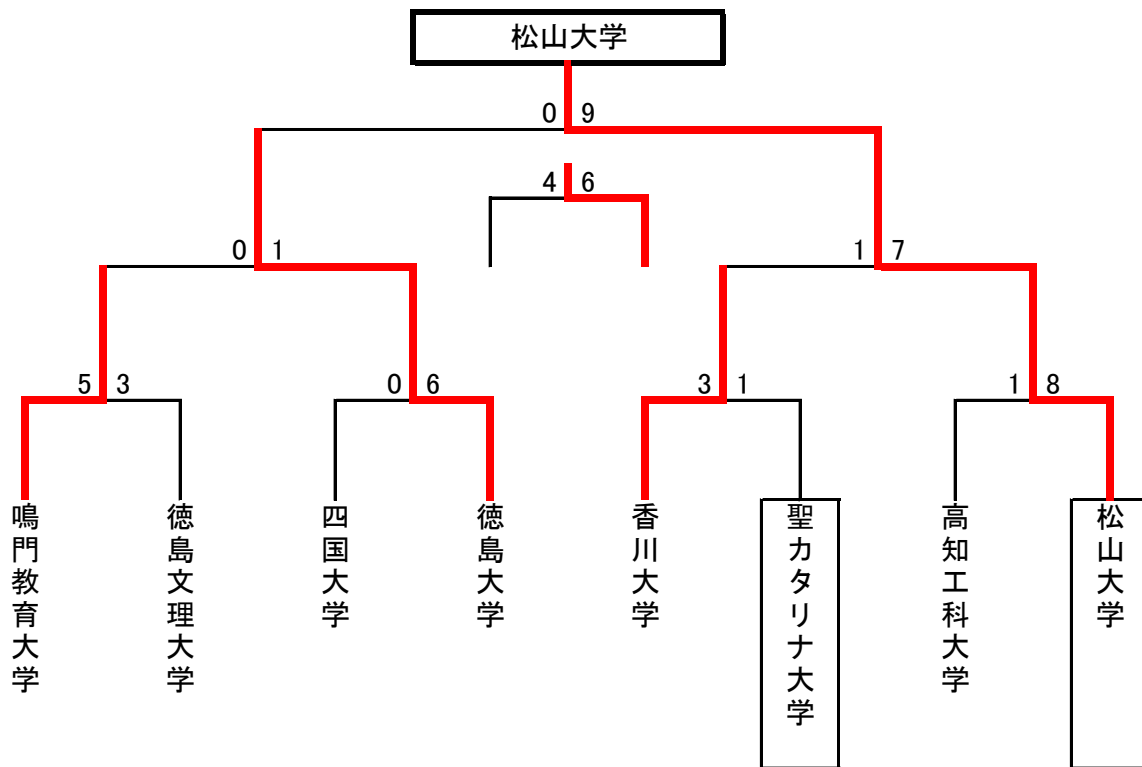 松山大学
0 9
4 6
0 1
1 7
5 3
0 6
3 1
1 8
鳴門教育大学
徳島文理大学
四国大学
徳島大学
香川大学
聖カタリナ大学
高知工科大学
松山大学